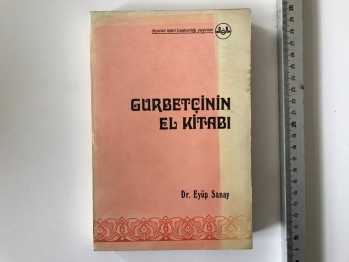 diyanet işleri başkanlığı yayınları
GURBETÇİNİN
EL KİTABI
Dr. Eyüp Sanay